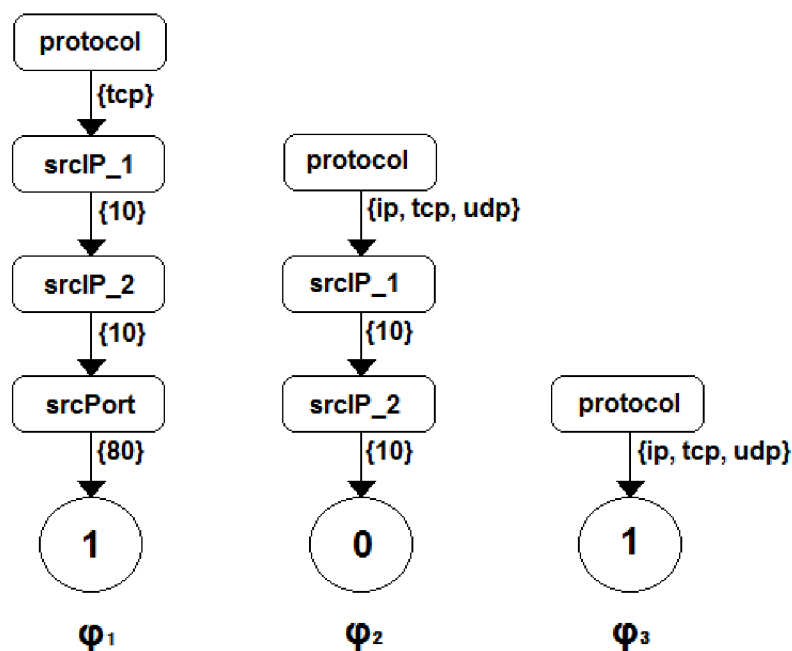 protocol
{tcp}
srcIP_1
{10}
srcIP_2
{10}
srcPort
{80}
1
φ1
protocol
{ip, tcp, udp}
srcIP_1
{10}
srcIP_2
{10}
0
φ2
protocol
{ip, tcp, udp}
1
φ3